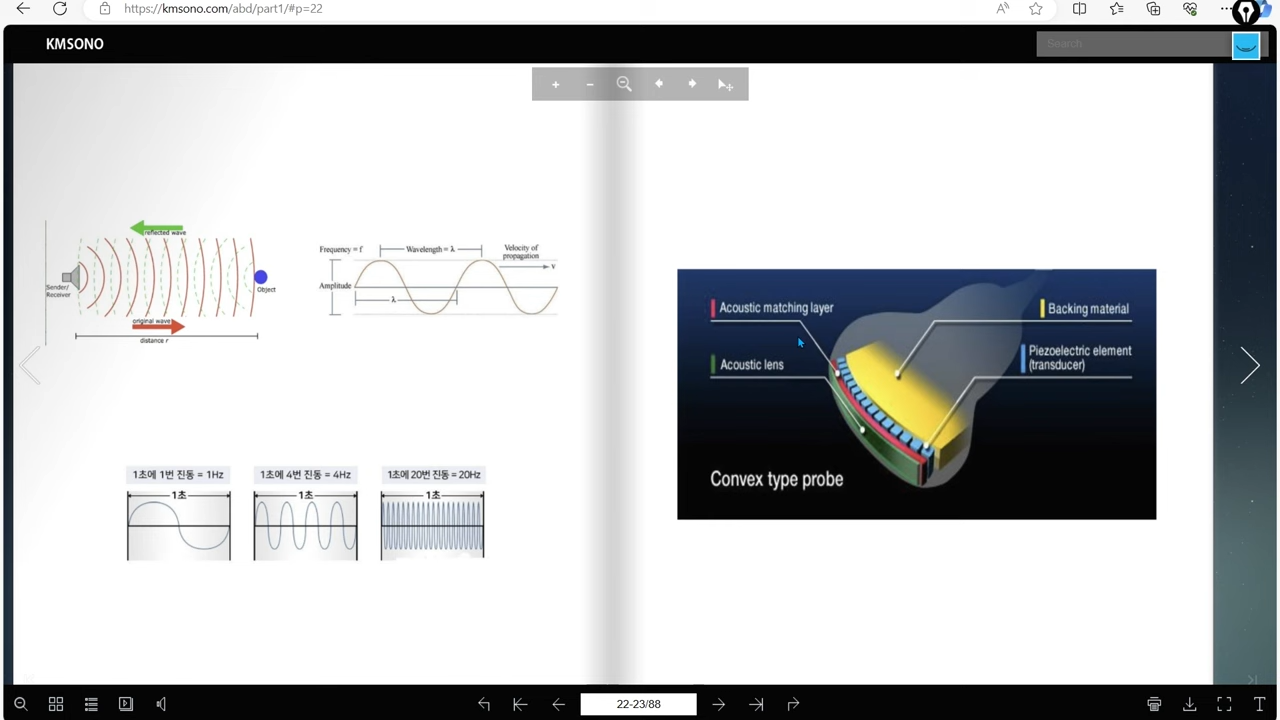 https://kmsono.com/abd/part1/#p=22
KMSONO
Search
reflected wave
Sender/
Receiver
Object
original wave
distance r
Frequency = f
Wavelength = λ
Velocity of
propagation
v
Amplitude
λ
1초에 1번 진동 = 1Hz
1초에 4번 진동 = 4Hz
1초에 20번 진동 = 20Hz
1초
1초
1초
Acoustic matching layer
Backing material
Acoustic lens
Piezoelectric element
(transducer)
Convex type probe
22-23/88